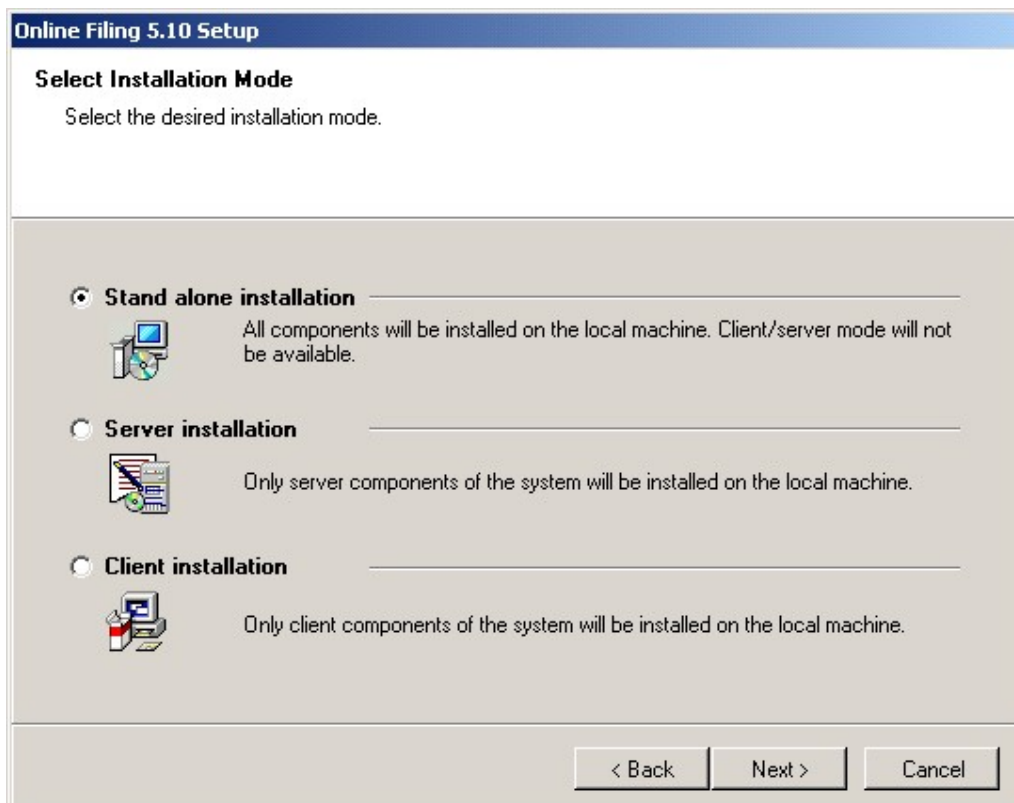 Online Filing 5.10 Setup
Select Installation Mode
Select the desired installation mode.
Stand alone installation
All components will be installed on the local machine. Client/server mode will not
be available.
Server installation
Only server components of the system will be installed on the local machine.
Client installation
Only client components of the system will be installed on the local machine.
< Back
Next >
Cancel